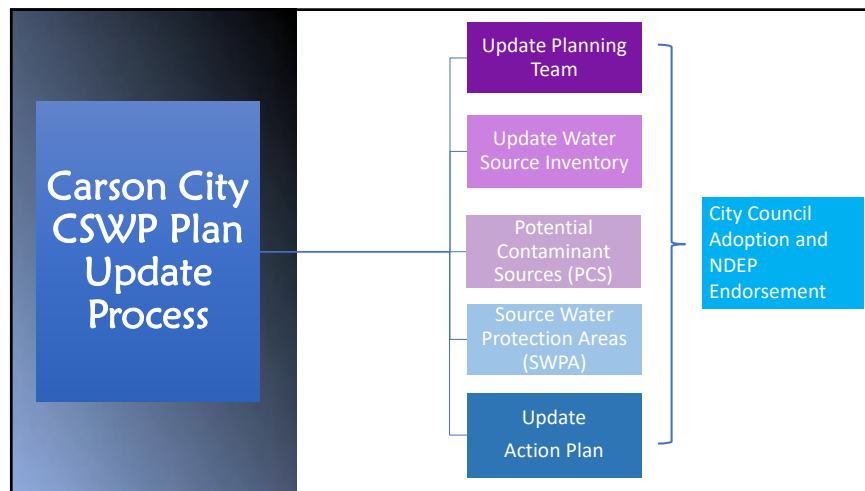 Carson City
CSWP Plan
Update
Process
Update Planning
Team
Update Water
Source Inventory
Potential
Contaminant
Sources (PCS)
Source Water
Protection Areas
(SWPA)
Update
Action Plan
City Council
Adoption and
NDEP
Endorsement